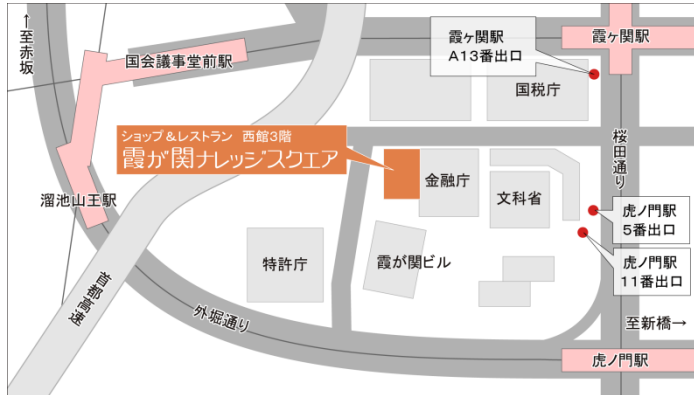 ←至赤坂
国会議事堂前駅
霞ヶ関駅
A13番出口
霞ヶ関駅
国税庁
ショップ&レストラン 西館3階
霞が関ナレッジスクエア
桜田通り
金融庁
文科省
溜池山王駅
虎ノ門駅
5番出口
特許庁
霞が関ビル
虎ノ門駅
11番出口
首都高速
外堀通り
至新橋→
虎ノ門駅